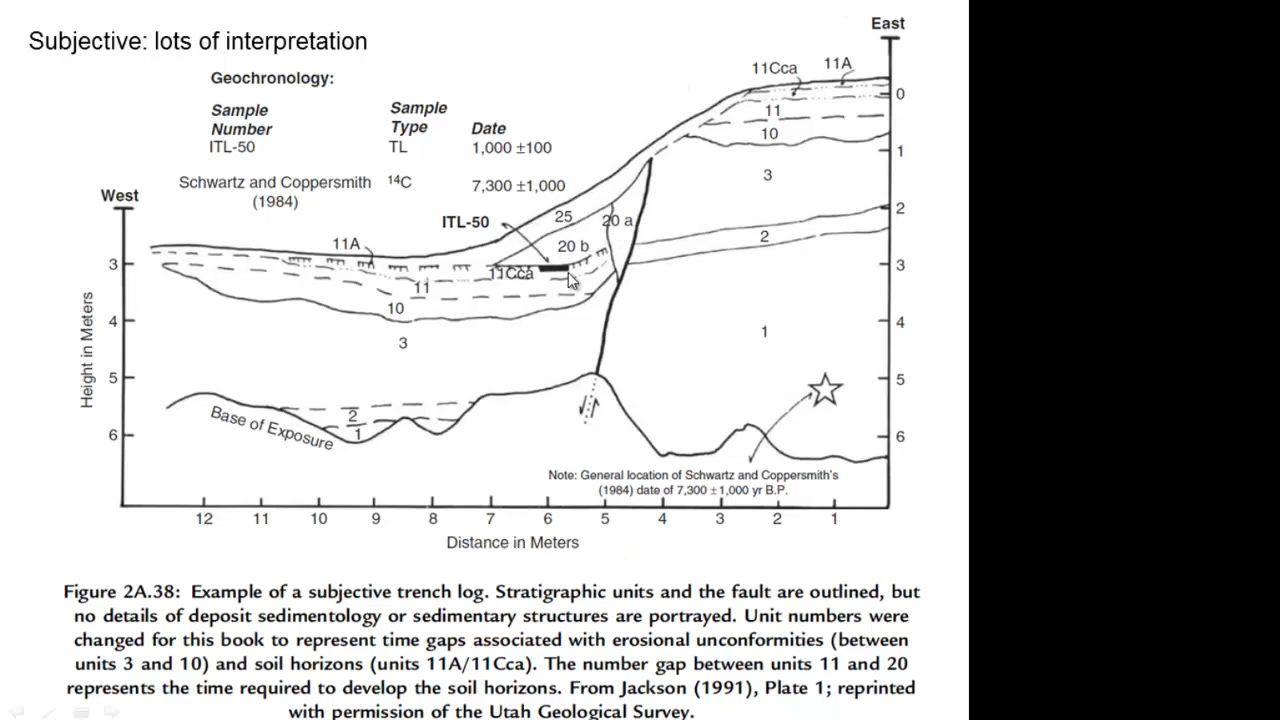 Subjective: lots of interpretation
East
Geochronology:
Sample Number
Sample Type
Date
ITL-50
TL
1,000 ±100
Schwartz and Coppersmith
(1984)
14C
7,300 ±1,000
West
ITL-50
11Cca
11A
0
11
10
1
3
2
25
20 a
2
20 b
11A
3
11Cca
3
11
10
4
3
1
4
5
5
2
1
Base of Exposure
6
6
Height in Meters
Note: General location of Schwartz and Coppersmith's
(1984) date of 7,300 ±1,000 yr B.P.
12 11 10 9 8 7 6 5 4 3 2 1
Distance in Meters
Figure 2A.38: Example of a subjective trench log. Stratigraphic units and the fault are outlined, but
no details of deposit sedimentology or sedimentary structures are portrayed. Unit numbers were
changed for this book to represent time gaps associated with erosional unconformities (between
units 3 and 10) and soil horizons (units 11A/11Cca). The number gap between units 11 and 20
represents the time required to develop the soil horizons. From Jackson (1991), Plate 1; reprinted
with permission of the Utah Geological Survey.